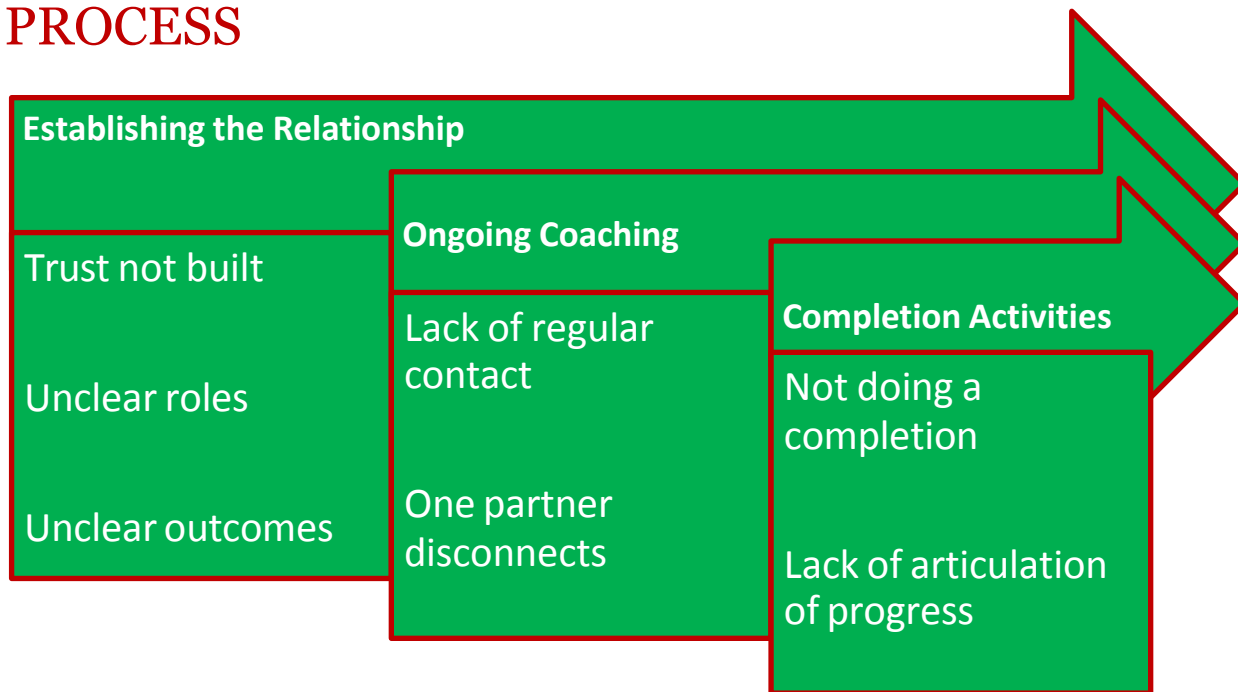 PROCESS
Establishing the Relationship
Trust not built
Unclear roles
Unclear outcomes
Ongoing Coaching
Lack of regular
contact
One partner
disconnects
Completion Activities
Not doing a
completion
Lack of articulation
of progress